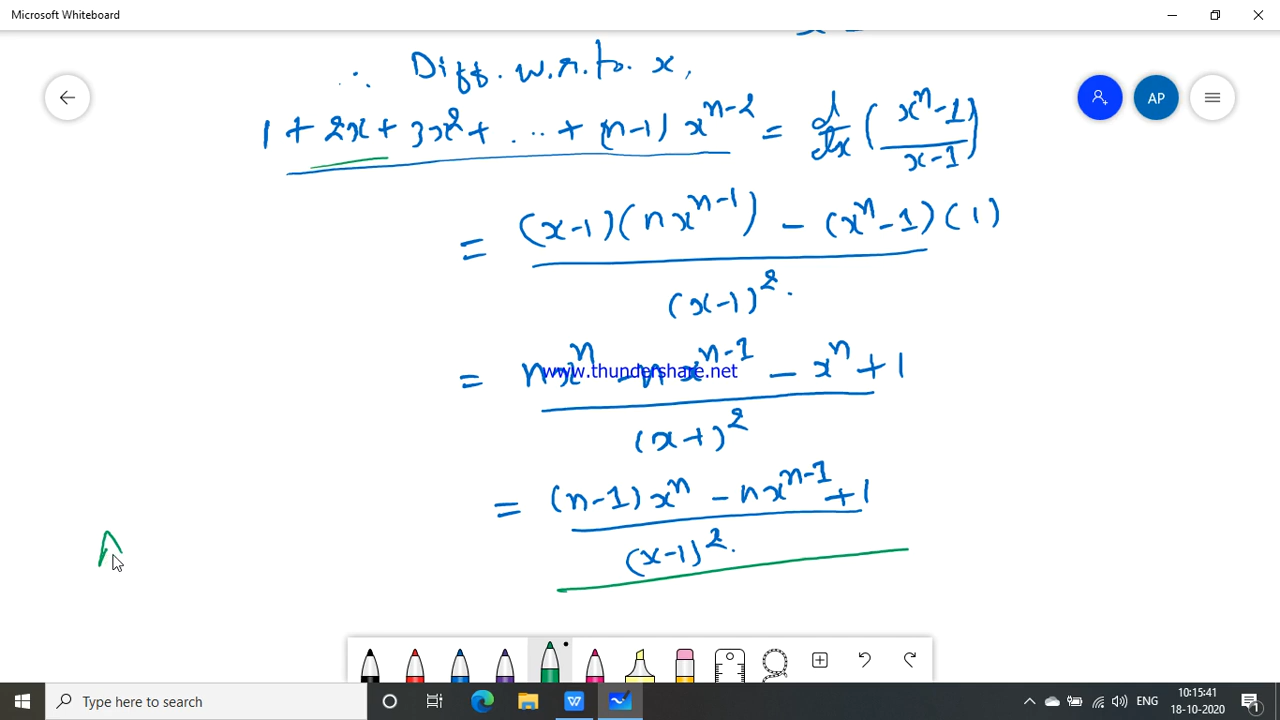 Microsoft Whiteboard
∴ Diff. w.r.to. x,
1 + 2x + 3x² + ... + (n-1) x^{n-2} = d/dx ( (x^n - 1) / (x-1) )
AP
= ( (x-1)(n x^{n-1}) - (x^n - 1)(1) ) / (x-1)².
= ( n x^n - n x^{n-1} - x^n + 1 ) / (x-1)²
www.thundershare.net
= ( (n-1) x^n - n x^{n-1} + 1 ) / (x-1)².
Type here to search
ENG
10:15:41
18-10-2020
1